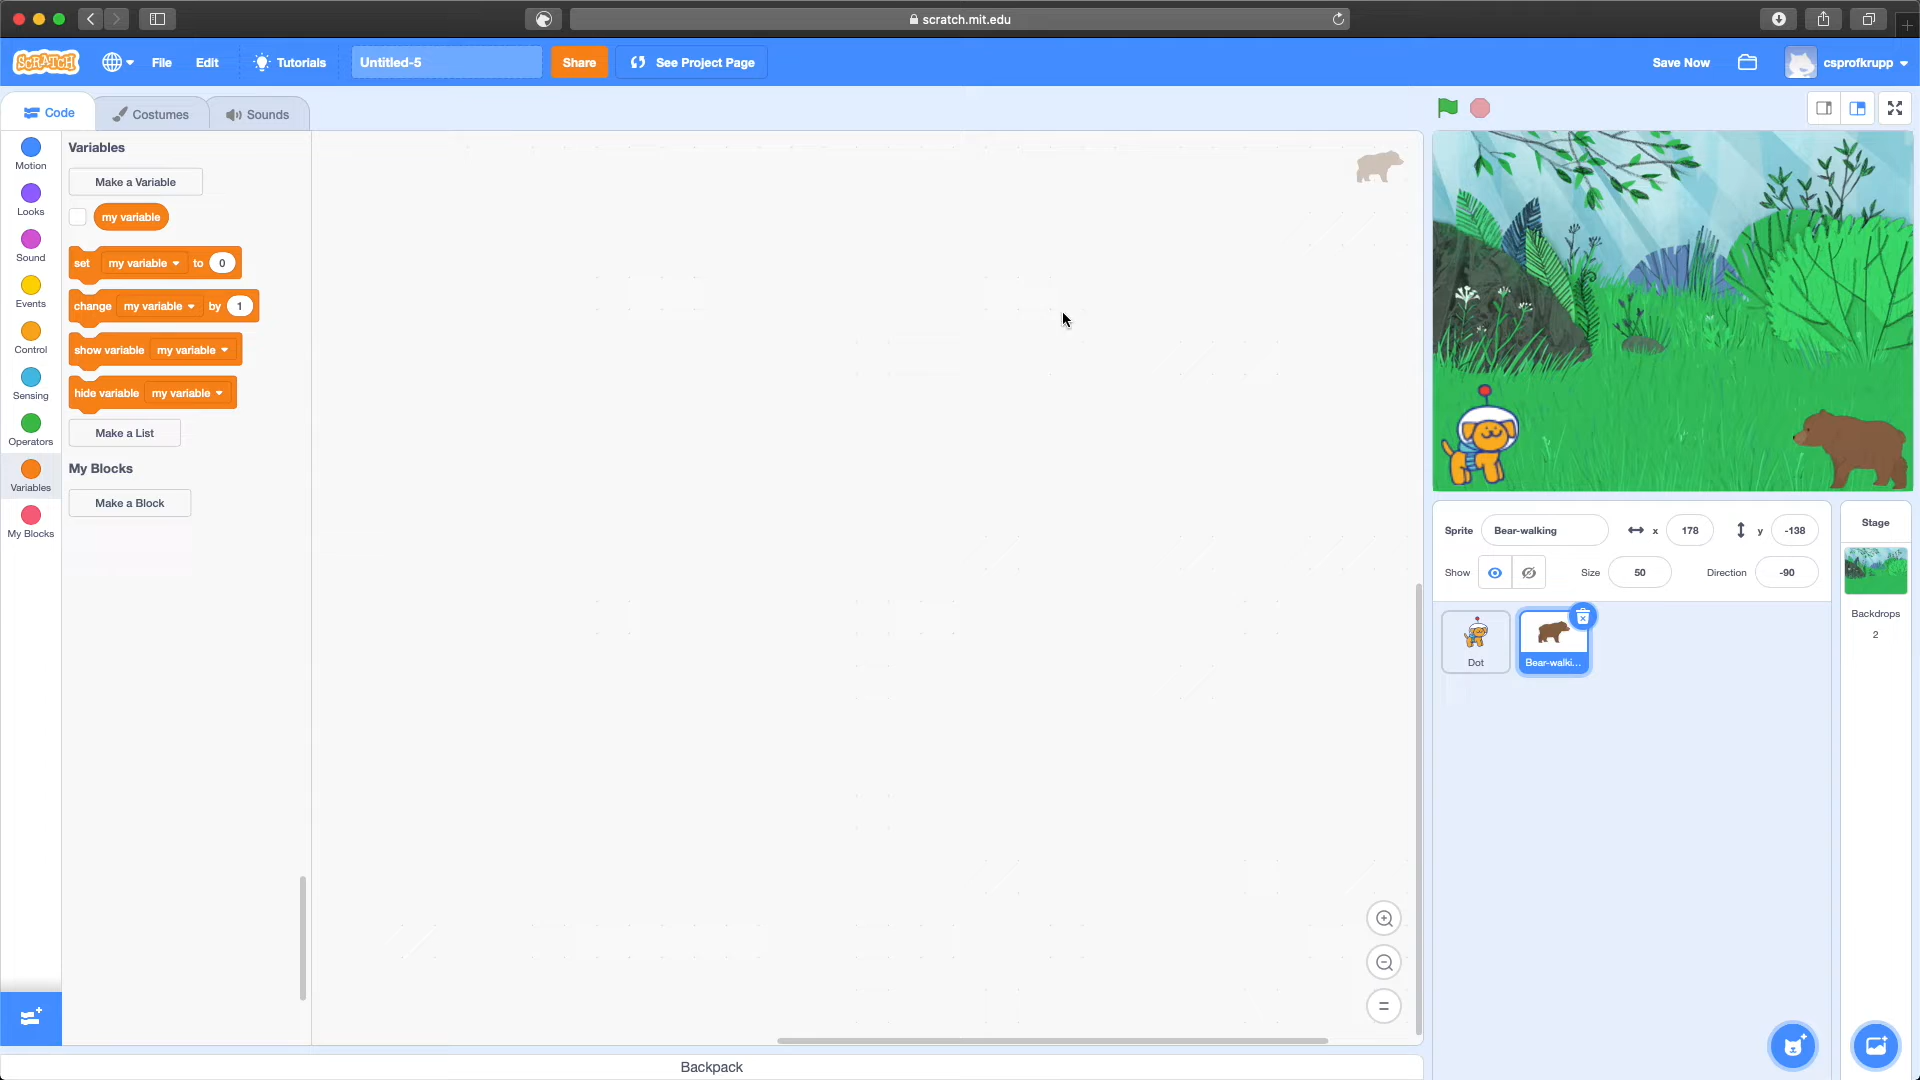 scratch.mit.edu
SCRATCH
File
Edit
Tutorials
Untitled-5
Share
See Project Page
Save Now
csprofkrupp
Code
Costumes
Sounds
Motion
Looks
Sound
Events
Control
Sensing
Operators
Variables
My Blocks
Variables
Make a Variable
my variable
set my variable to 0
change my variable by 1
show variable my variable
hide variable my variable
Make a List
My Blocks
Make a Block
Sprite Bear-walking x 178 y -138
Show Size 50 Direction -90
Dot
Bear-walki...
Stage
Backdrops
2
Backpack